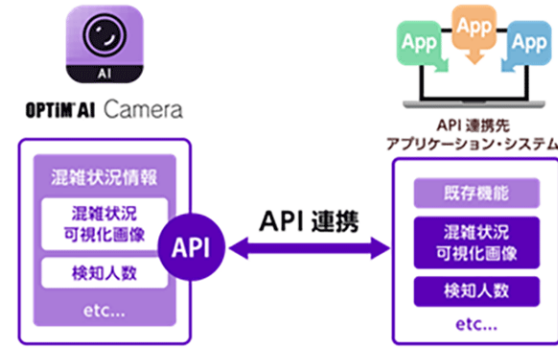 AI
OPTiM AI Camera
混雑状況情報
混雑状況
可視化画像
検知人数
etc...
API
API 連携
App
App
App
API 連携先
アプリケーション・システム
既存機能
混雑状況
可視化画像
検知人数
etc...